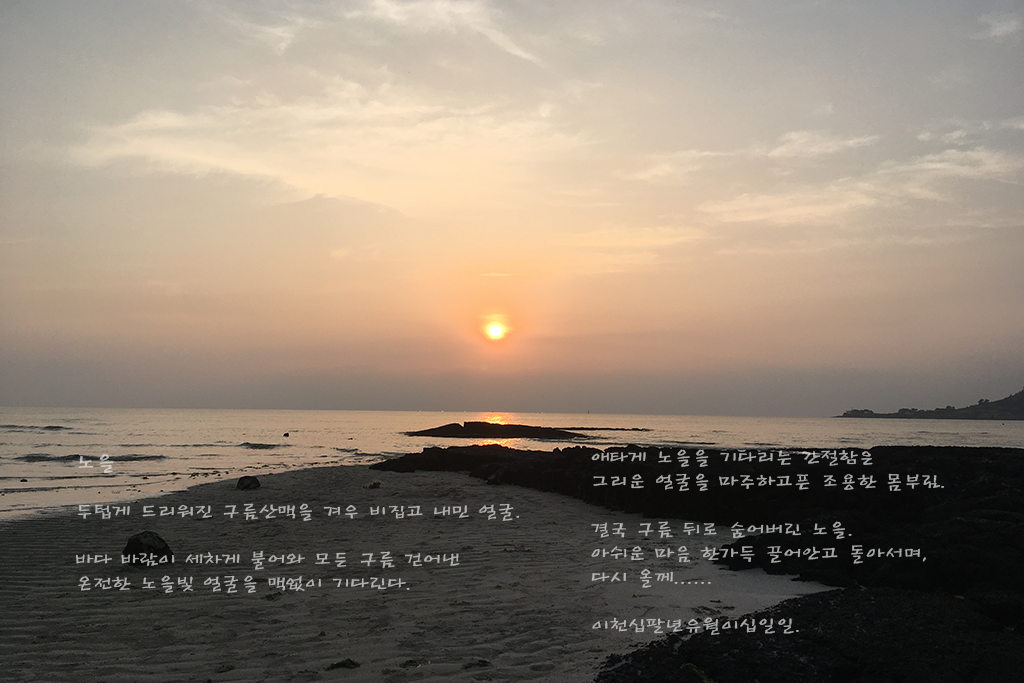 노을
두텁게 드리워진 구름산맥을 겨우 비집고 내민 얼굴.
바다 바람이 세차게 불어와 모든 구름 걷어낸
온전한 노을빛 얼굴을 맥없이 기다린다.
애타게 노을을 기다리는 간절함은
그리운 얼굴을 마주하고픈 조용한 몸부림.
결국 구름 뒤로 숨어버린 노을.
아쉬운 마음 한가득 끌어안고 돌아서며,
다시 올께......
이천십팔년유월이십일일.